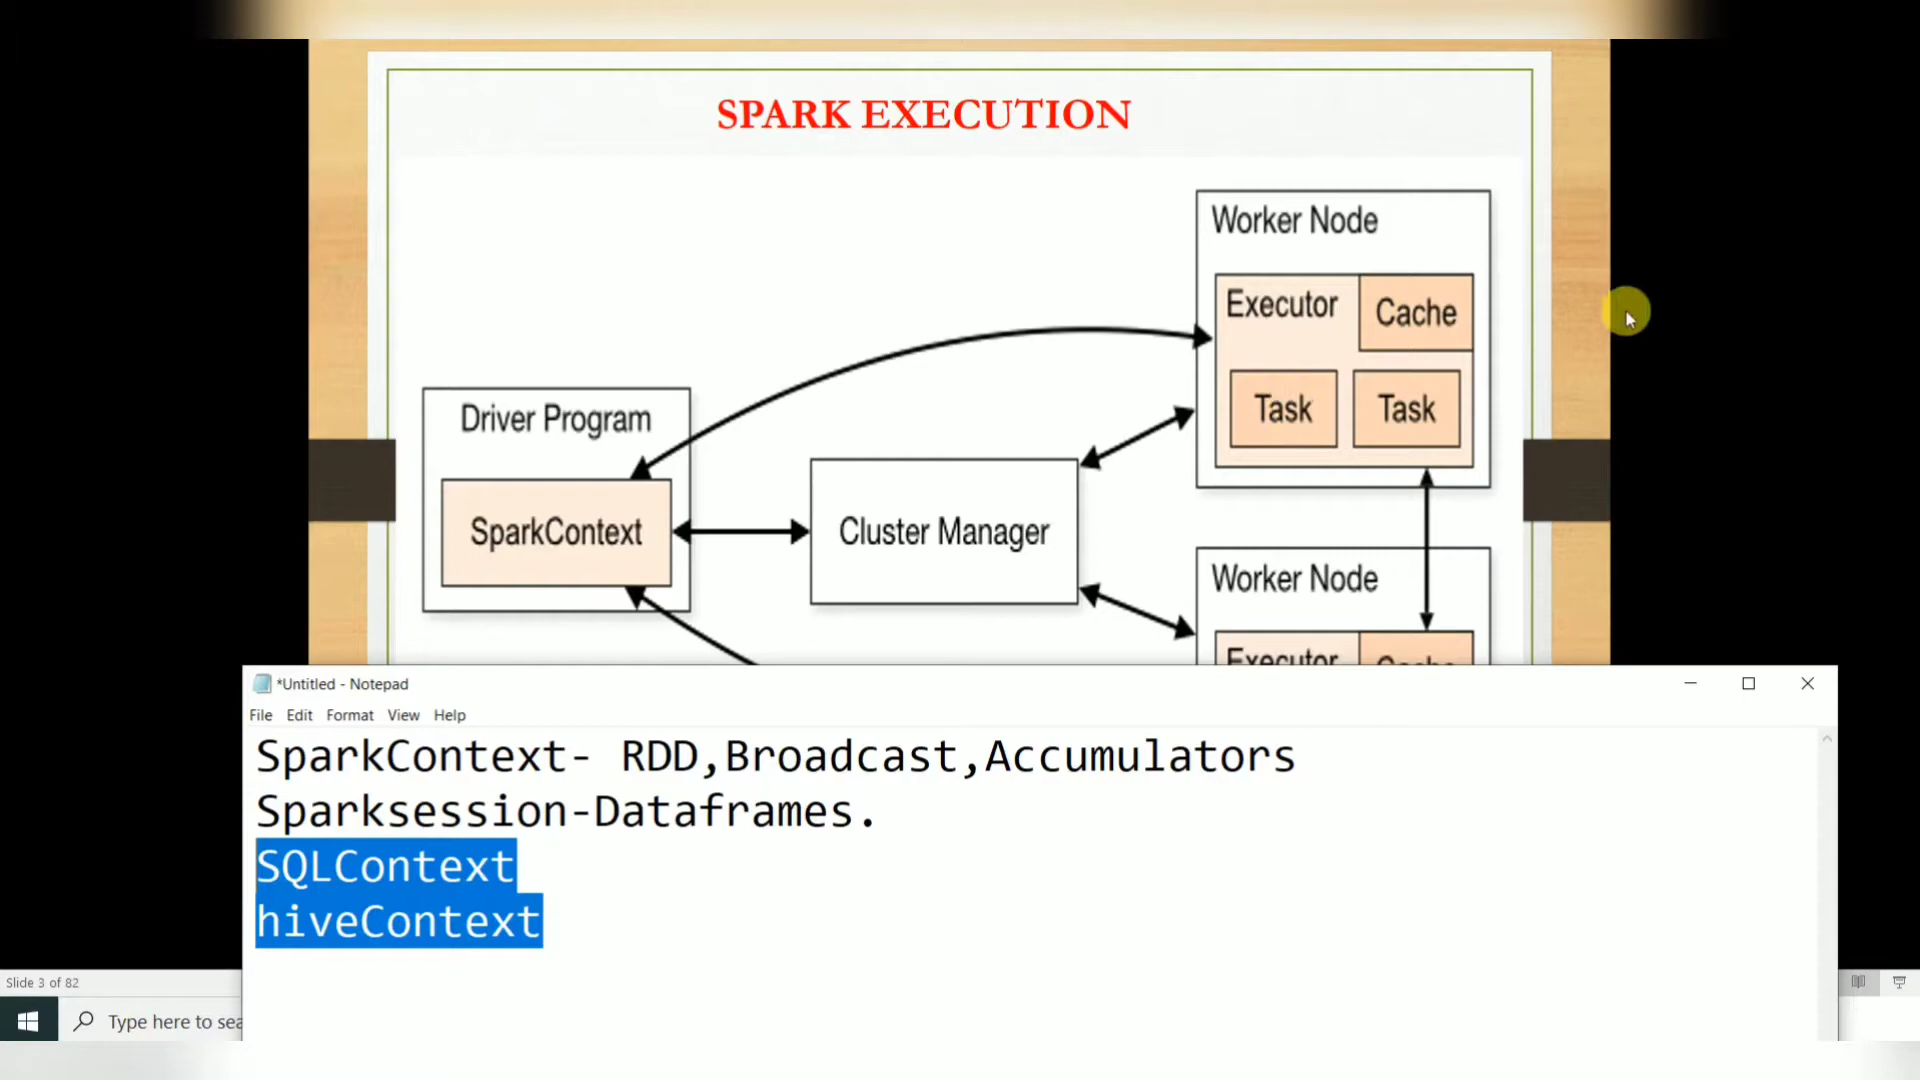 SPARK EXECUTION
Worker Node
Executor
Cache
Task
Task
Driver Program
SparkContext
Cluster Manager
Worker Node
Executor
Cache
*Untitled - Notepad
File Edit Format View Help
SparkContext- RDD,Broadcast,Accumulators
Sparksession-Dataframes.
SQLContext
hiveContext
Slide 3 of 82
Type here to sea